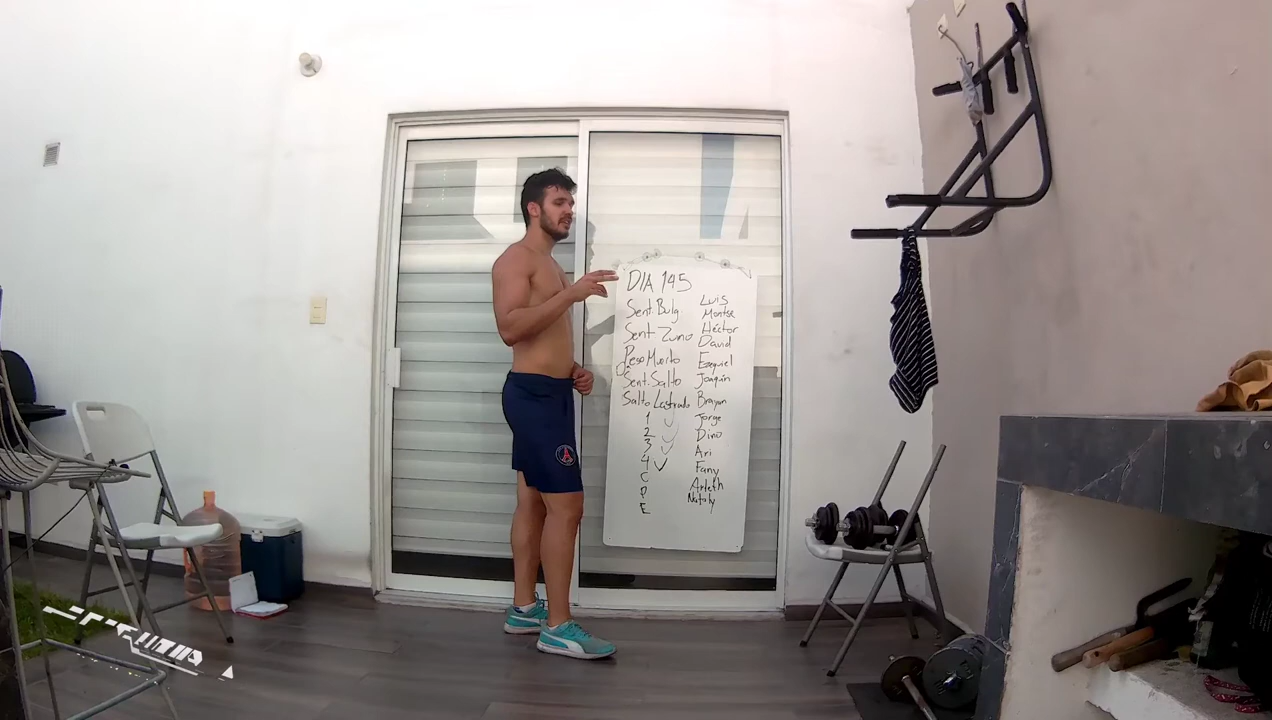 DIA 145
Sent. Bulg
Sent Zumo
Peso Muerto
Sent. Salto
Salto Lastrado
1
2
3
4
C
P
E
Luis
Montse
Héctor
David
Ezequiel
Joaquin
Brayan
Jorge
Dino
Ari
Fany
Arleth
Nataly